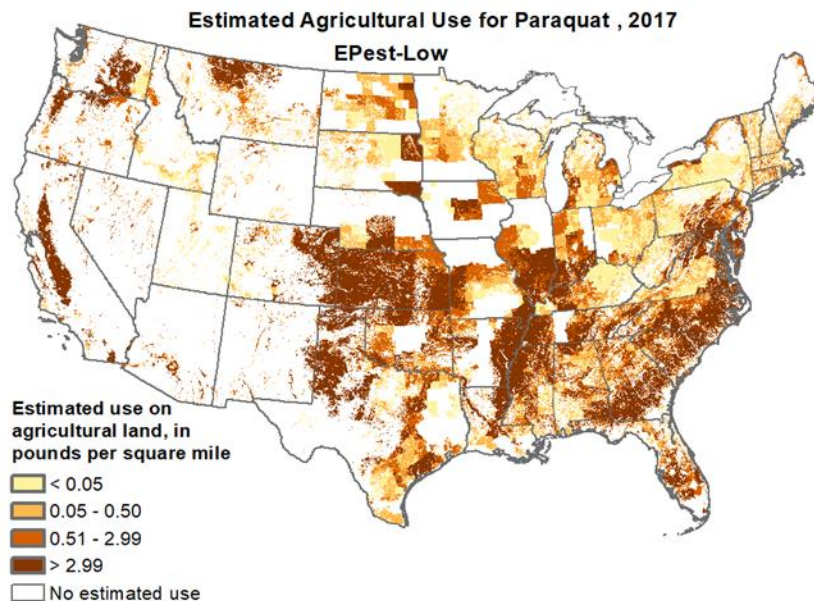 Estimated Agricultural Use for Paraquat , 2017
EPest-Low
Estimated use on
agricultural land, in
pounds per square mile
< 0.05
0.05 - 0.50
0.51 - 2.99
> 2.99
No estimated use